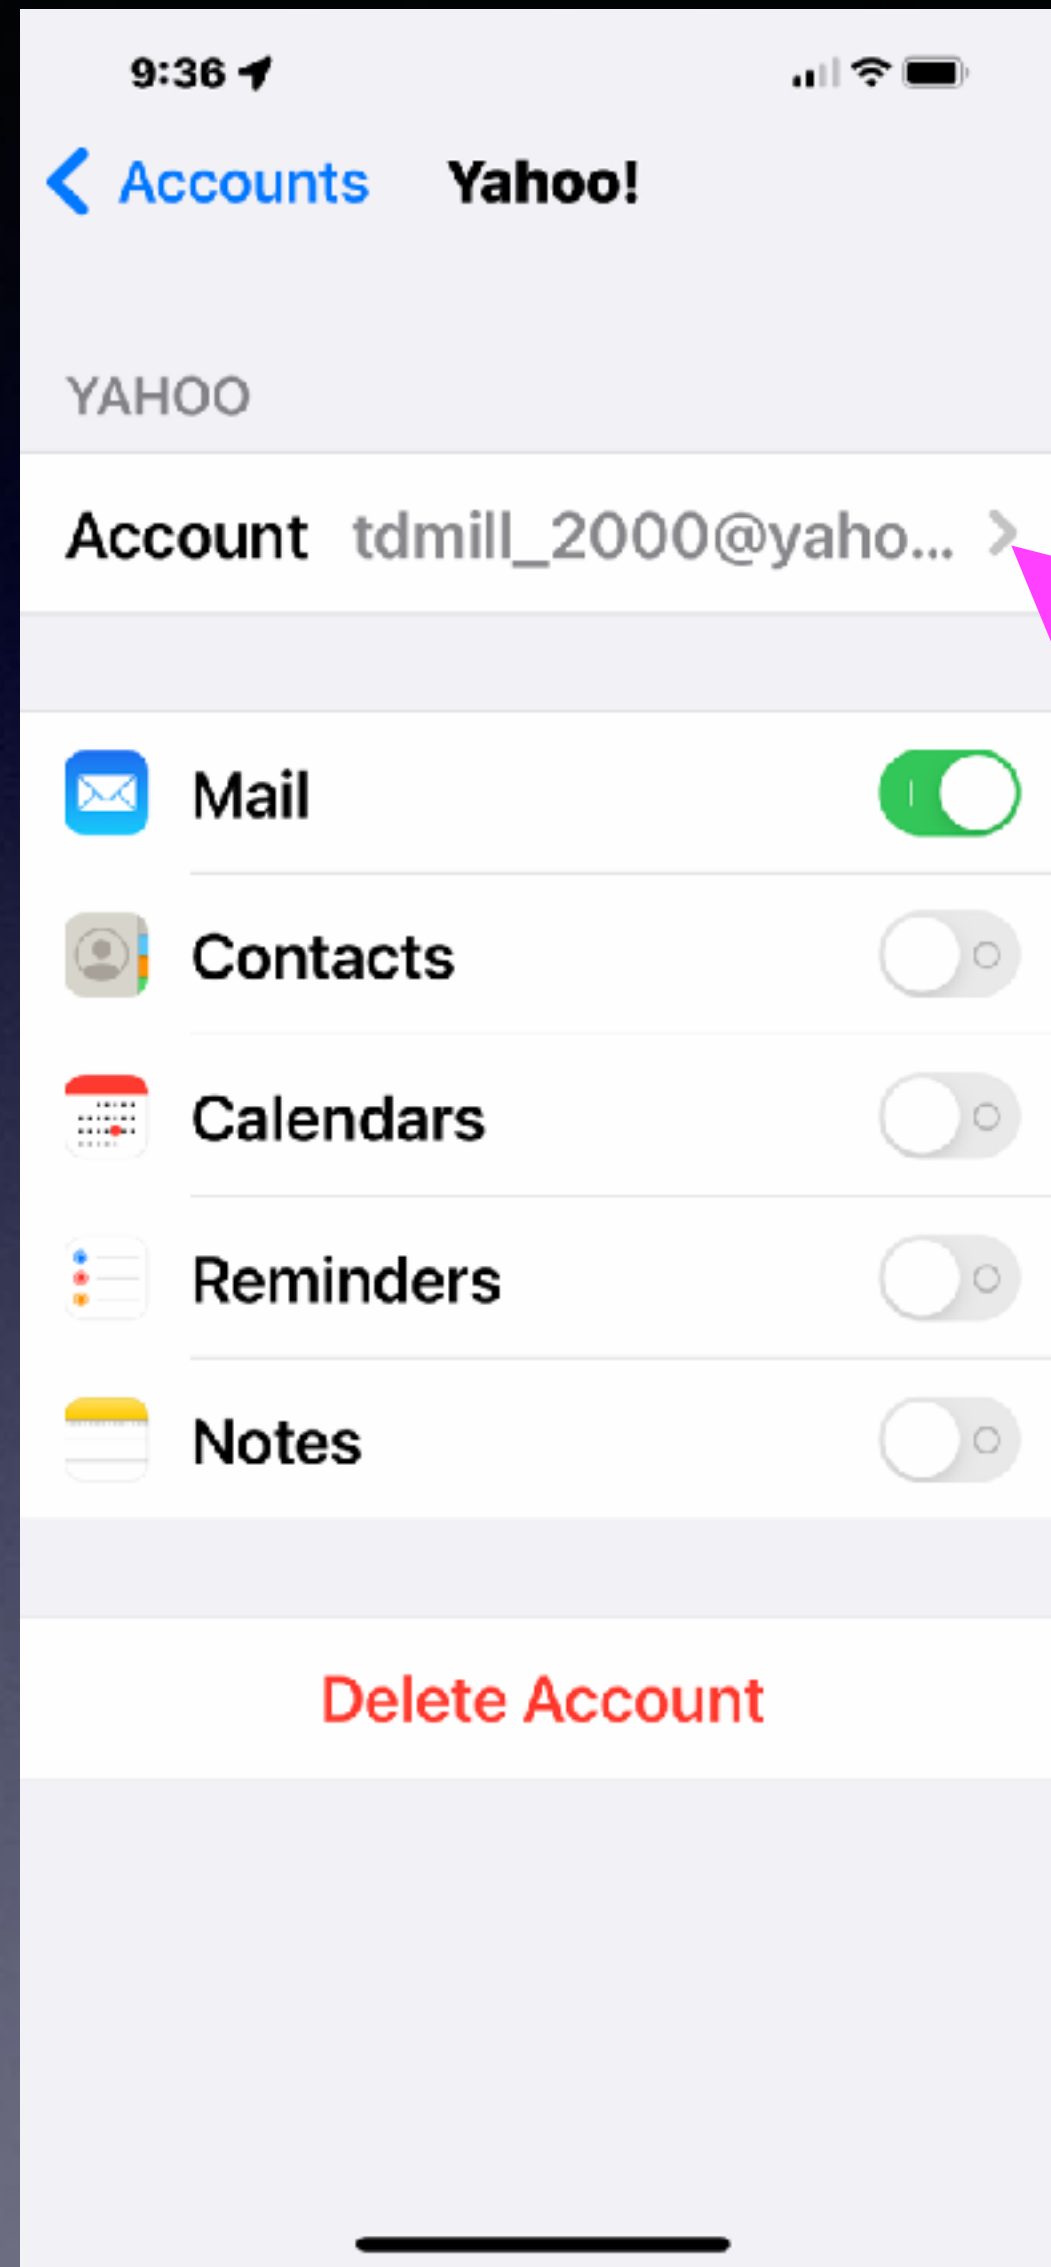 9:36
Accounts Yahoo!
YAHOO
Account tdmill_2000@yaho...
Mail
Contacts
Calendars
Reminders
Notes
Delete Account